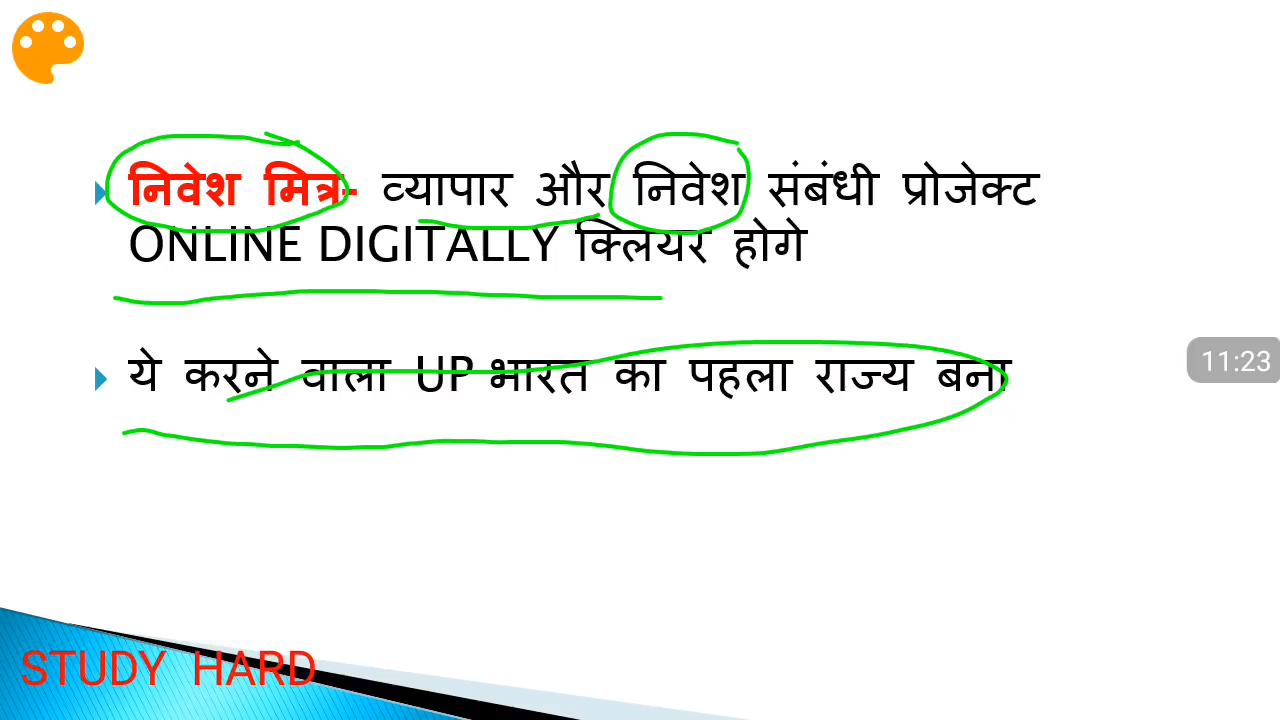 निवेश मित्र- व्यापार और निवेश संबंधी प्रोजेक्ट
ONLINE DIGITALLY क्लियर होगे
ये करने वाला UP भारत का पहला राज्य बना
11:23
STUDY HARD